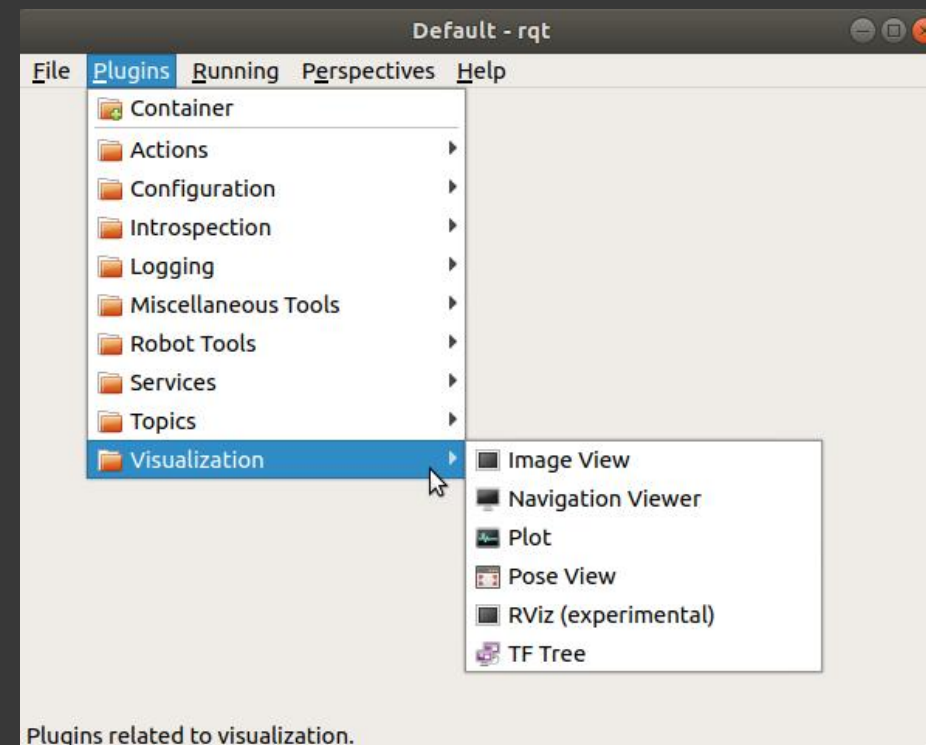 Default - rqt
File Plugins Running Perspectives Help
Container
Actions
Configuration
Introspection
Logging
Miscellaneous Tools
Robot Tools
Services
Topics
Visualization
Image View
Navigation Viewer
Plot
Pose View
RViz (experimental)
TF Tree
Plugins related to visualization.